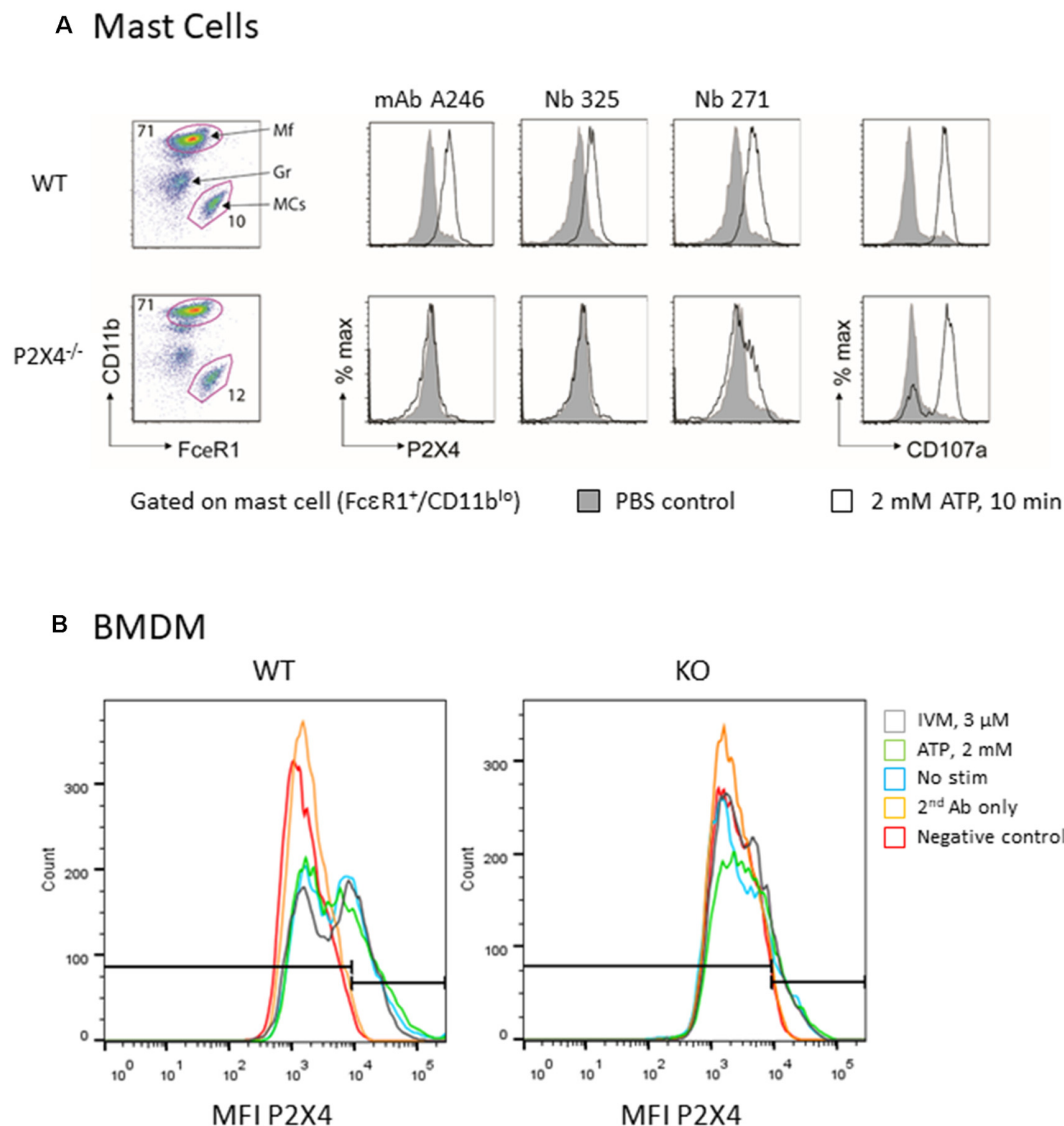 A Mast Cells
mAb A246 Nb 325 Nb 271
WT
71
Mf
Gr
MCs
10
P2X4-/-
71
12
CD11b
FceR1
% max
P2X4
% max
CD107a
Gated on mast cell (FcεR1+/CD11blo) PBS control 2 mM ATP, 10 min
B BMDM
WT KO
IVM, 3 µM
ATP, 2 mM
No stim
2nd Ab only
Negative control
Count
300
200
100
0
10^0 10^1 10^2 10^3 10^4 10^5
MFI P2X4
Count
300
200
100
0
10^0 10^1 10^2 10^3 10^4 10^5
MFI P2X4